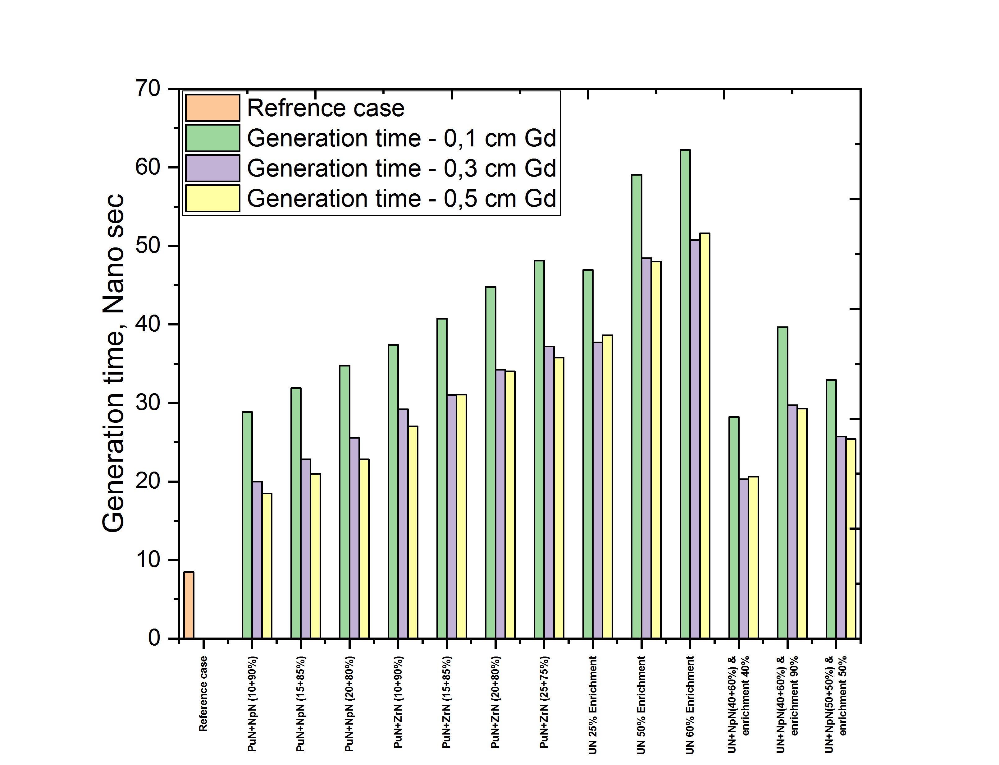 70
60
50
40
30
20
10
0
Generation time, Nano sec
Refrence case
Generation time - 0,1 cm Gd
Generation time - 0,3 cm Gd
Generation time - 0,5 cm Gd
Reference case
PuN+NpN (10+90%)
PuN+NpN (15+85%)
PuN+NpN (20+80%)
PuN+ZrN (10+90%)
PuN+ZrN (15+85%)
PuN+ZrN (20+80%)
PuN+ZrN (25+75%)
UN 25% Enrichment
UN 50% Enrichment
UN 60% Enrichment
UN+NpN(40+60%) &
enrichment 40%
UN+NpN(40+60%) &
enrichment 90%
UN+NpN(50+50%) &
enrichment 50%